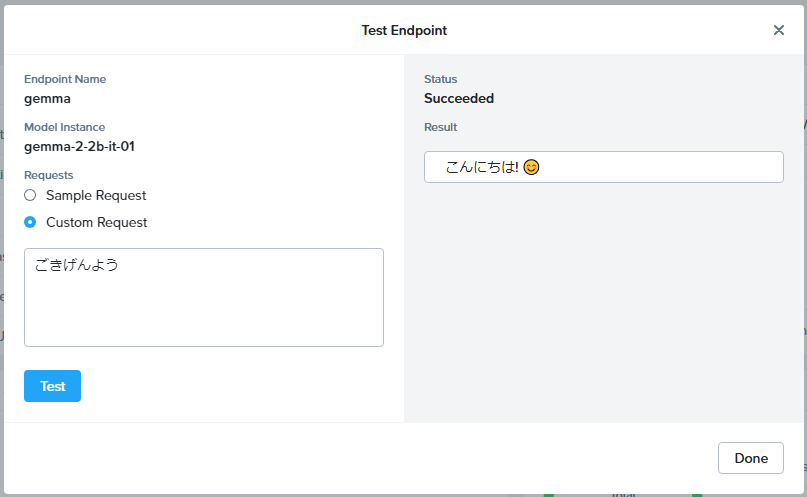 Test Endpoint
Endpoint Name
gemma
Model Instance
gemma-2-2b-it-01
Requests
Sample Request
Custom Request
ごきげんよう
Test
Status
Succeeded
Result
こんにちは! 😊
Done